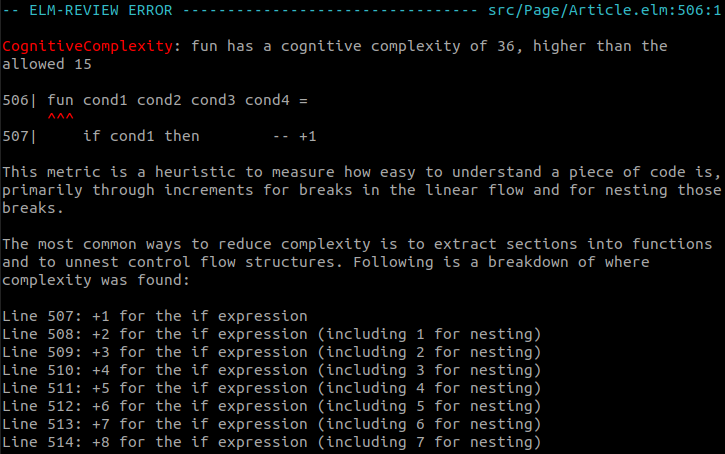 -- ELM-REVIEW ERROR --------------------------------- src/Page/Article.elm:506:1
CognitiveComplexity: fun has a cognitive complexity of 36, higher than the
allowed 15
506| fun cond1 cond2 cond3 cond4 =
     ^^^
507|     if cond1 then        -- +1
This metric is a heuristic to measure how easy to understand a piece of code is,
primarily through increments for breaks in the linear flow and for nesting those
breaks.
The most common ways to reduce complexity is to extract sections into functions
and to unnest control flow structures. Following is a breakdown of where
complexity was found:
Line 507: +1 for the if expression
Line 508: +2 for the if expression (including 1 for nesting)
Line 509: +3 for the if expression (including 2 for nesting)
Line 510: +4 for the if expression (including 3 for nesting)
Line 511: +5 for the if expression (including 4 for nesting)
Line 512: +6 for the if expression (including 5 for nesting)
Line 513: +7 for the if expression (including 6 for nesting)
Line 514: +8 for the if expression (including 7 for nesting)